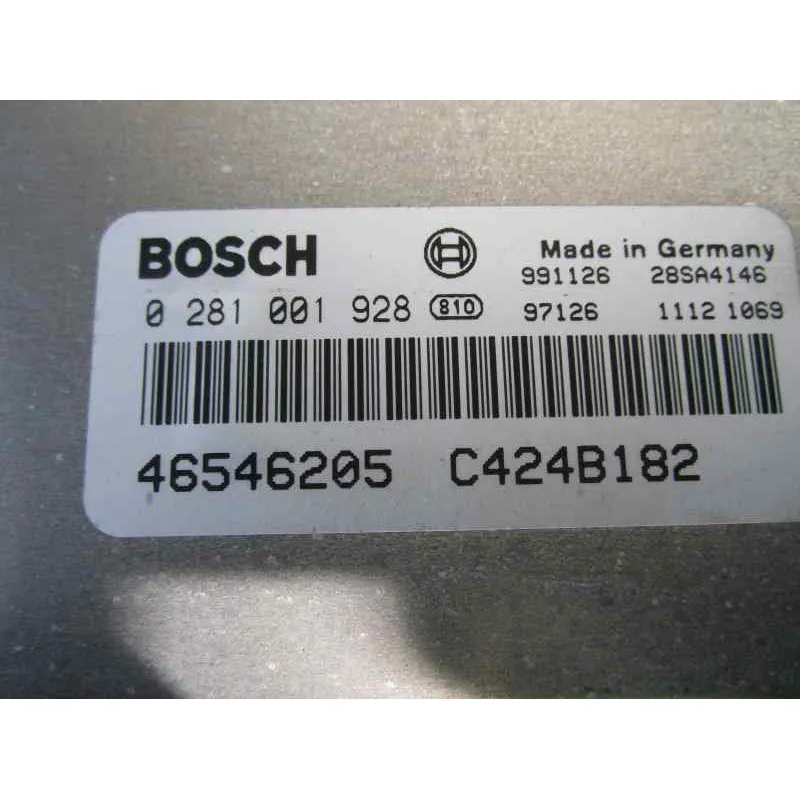 BOSCH Made in Germany
991126 28SA4146
0 281 001 928 810 97126 1112 1069
46546205 C424B182